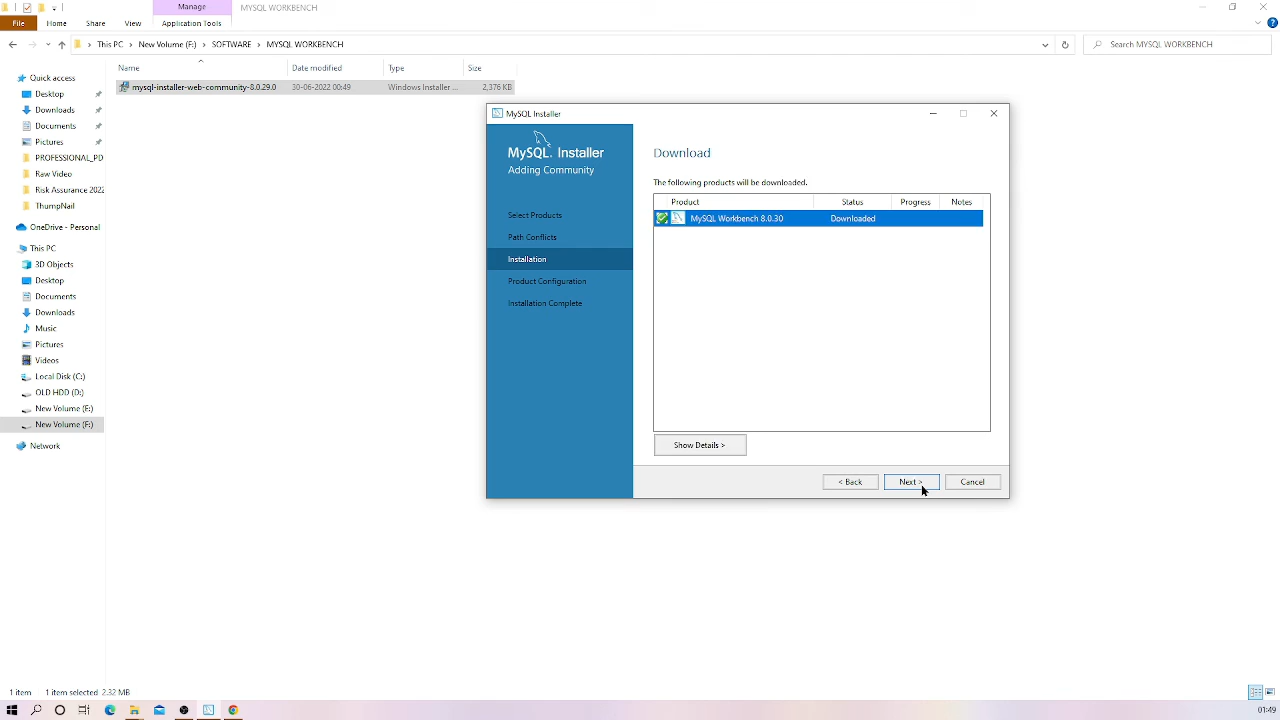 Manage
MYSQL WORKBENCH
File
Home
Share
View
Application Tools
This PC
New Volume (F:)
SOFTWARE
MYSQL WORKBENCH
Search MYSQL WORKBENCH
Quick access
Desktop
Downloads
Documents
Pictures
PROFESSIONAL_PD
Raw Video
Risk Assurance 2022
ThumpNail
OneDrive - Personal
This PC
3D Objects
Desktop
Documents
Downloads
Music
Pictures
Videos
Local Disk (C:)
OLD HDD (D:)
New Volume (E:)
New Volume (F:)
Network
Name
Date modified
Type
Size
mysql-installer-web-community-8.0.29.0
30-06-2022 00:49
Windows Installer ...
2,376 KB
MySQL Installer
MySQL. Installer
Adding Community
Select Products
Path Conflicts
Installation
Product Configuration
Installation Complete
Download
The following products will be downloaded.
Product
Status
Progress
Notes
MySQL Workbench 8.0.30
Downloaded
Show Details >
< Back
Next >
Cancel
1 item
1 item selected 2.32 MB
01:49